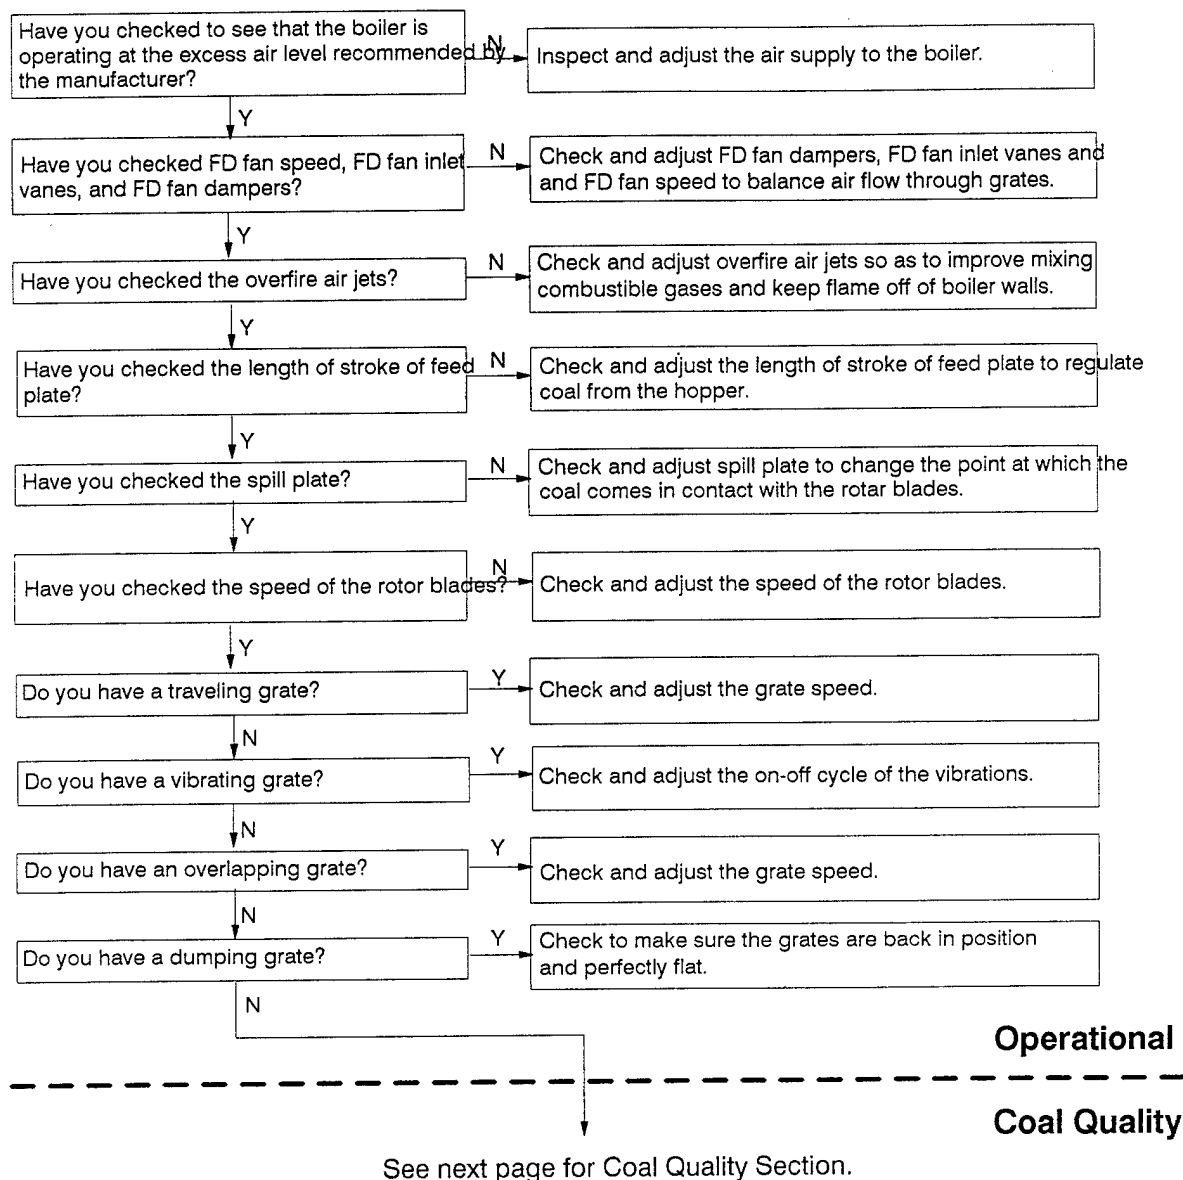 Have you checked to see that the boiler is
operating at the excess air level recommended by
the manufacturer?
N
Inspect and adjust the air supply to the boiler.
Y
Have you checked FD fan speed, FD fan inlet
vanes, and FD fan dampers?
N
Check and adjust FD fan dampers, FD fan inlet vanes and
and FD fan speed to balance air flow through grates.
Y
Have you checked the overfire air jets?
N
Check and adjust overfire air jets so as to improve mixing
combustible gases and keep flame off of boiler walls.
Y
Have you checked the length of stroke of feed
plate?
N
Check and adjust the length of stroke of feed plate to regulate
coal from the hopper.
Y
Have you checked the spill plate?
N
Check and adjust spill plate to change the point at which the
coal comes in contact with the rotar blades.
Y
Have you checked the speed of the rotor blades?
N
Check and adjust the speed of the rotor blades.
Y
Do you have a traveling grate?
Y
Check and adjust the grate speed.
N
Do you have a vibrating grate?
Y
Check and adjust the on-off cycle of the vibrations.
N
Do you have an overlapping grate?
Y
Check and adjust the grate speed.
N
Do you have a dumping grate?
Y
Check to make sure the grates are back in position
and perfectly flat.
N
Operational
Coal Quality
See next page for Coal Quality Section.